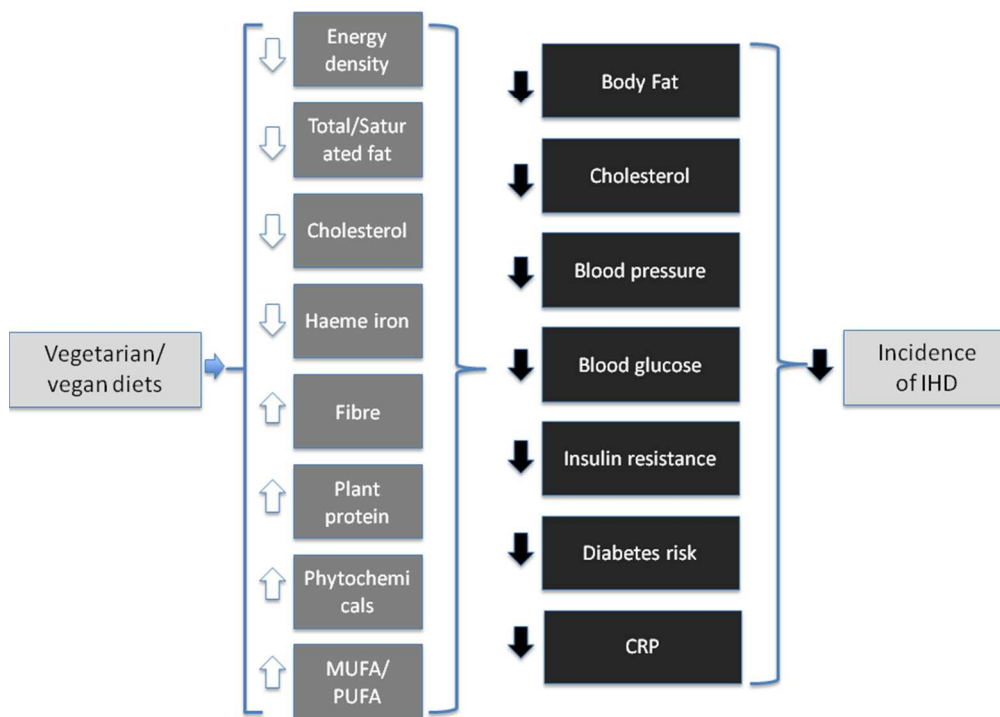 Vegetarian/
vegan diets
Energy
density
Total/Satur
ated fat
Cholesterol
Haeme iron
Fibre
Plant
protein
Phytochemi
cals
MUFA/
PUFA
Body Fat
Cholesterol
Blood pressure
Blood glucose
Insulin resistance
Diabetes risk
CRP
Incidence
of IHD